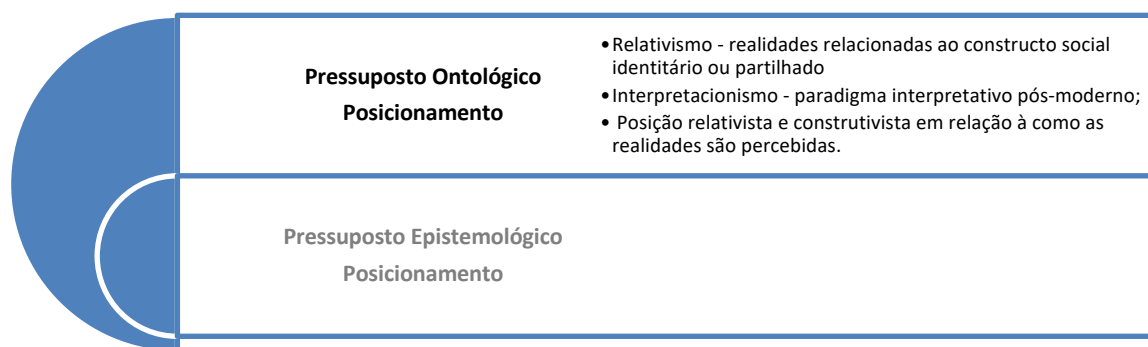 Pressuposto Ontológico
Posicionamento
•Relativismo - realidades relacionadas ao constructo social
identitário ou partilhado
•Interpretacionismo - paradigma interpretativo pós-moderno;
• Posição relativista e construtivista em relação à como as
realidades são percebidas.
Pressuposto Epistemológico
Posicionamento